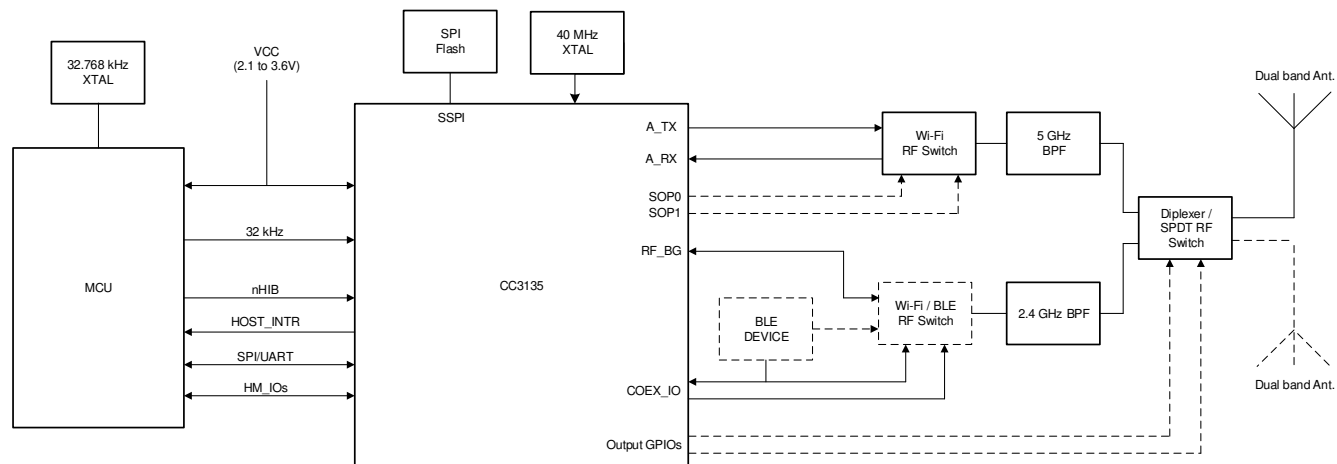 32.768 kHz
XTAL
VCC
(2.1 to 3.6V)
SPI
Flash
40 MHz
XTAL
SSPI
MCU
32 kHz
nHIB
HOST_INTR
SPI/UART
HM_IOs
CC3135
A_TX
A_RX
SOP0
SOP1
RF_BG
COEX_IO
Output GPIOs
BLE
DEVICE
Wi-Fi
RF Switch
Wi-Fi / BLE
RF Switch
5 GHz
BPF
2.4 GHz BPF
Diplexer /
SPDT RF
Switch
Dual band Ant.
Dual band Ant.